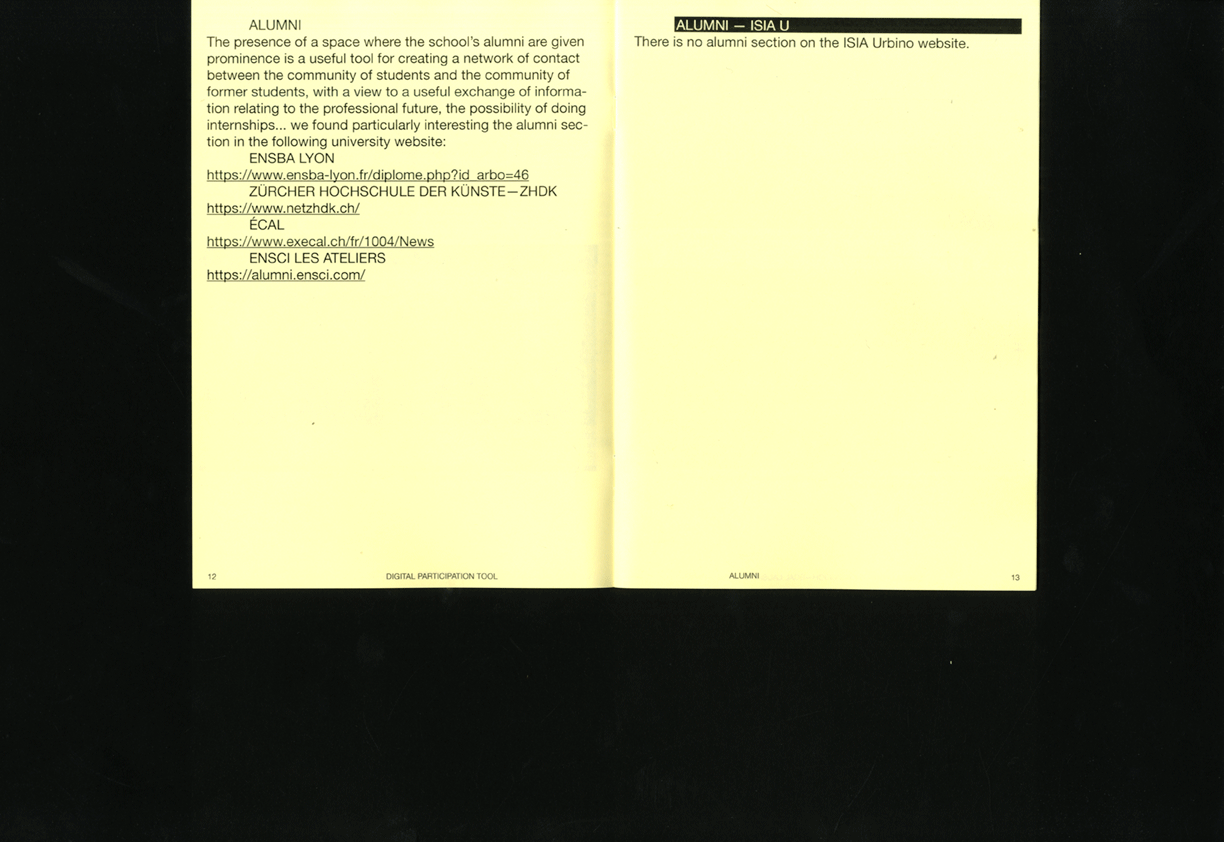 ALUMNI
The presence of a space where the school's alumni are given
prominence is a useful tool for creating a network of contact
between the community of students and the community of
former students, with a view to a useful exchange of informa-
tion relating to the professional future, the possibility of doing
internships... we found particularly interesting the alumni sec-
tion in the following university website:
ENSBA LYON
https://www.ensba-lyon.fr/diplome.php?id_arbo=46
ZÜRCHER HOCHSCHULE DER KÜNSTE—ZHDK
https://www.netzhdk.ch/
ÉCAL
https://www.execal.ch/fr/1004/News
ENSCI LES ATELIERS
https://alumni.ensci.com/
12
DIGITAL PARTICIPATION TOOL
ALUMNI — ISIA U
There is no alumni section on the ISIA Urbino website.
ALUMNI
13